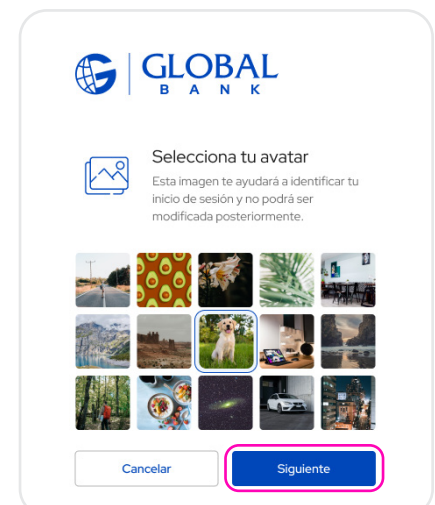 GLOBAL
BANK
Selecciona tu avatar
Esta imagen te ayudará a identificar tu
inicio de sesión y no podrá ser
modificada posteriormente.
Cancelar
Siguiente